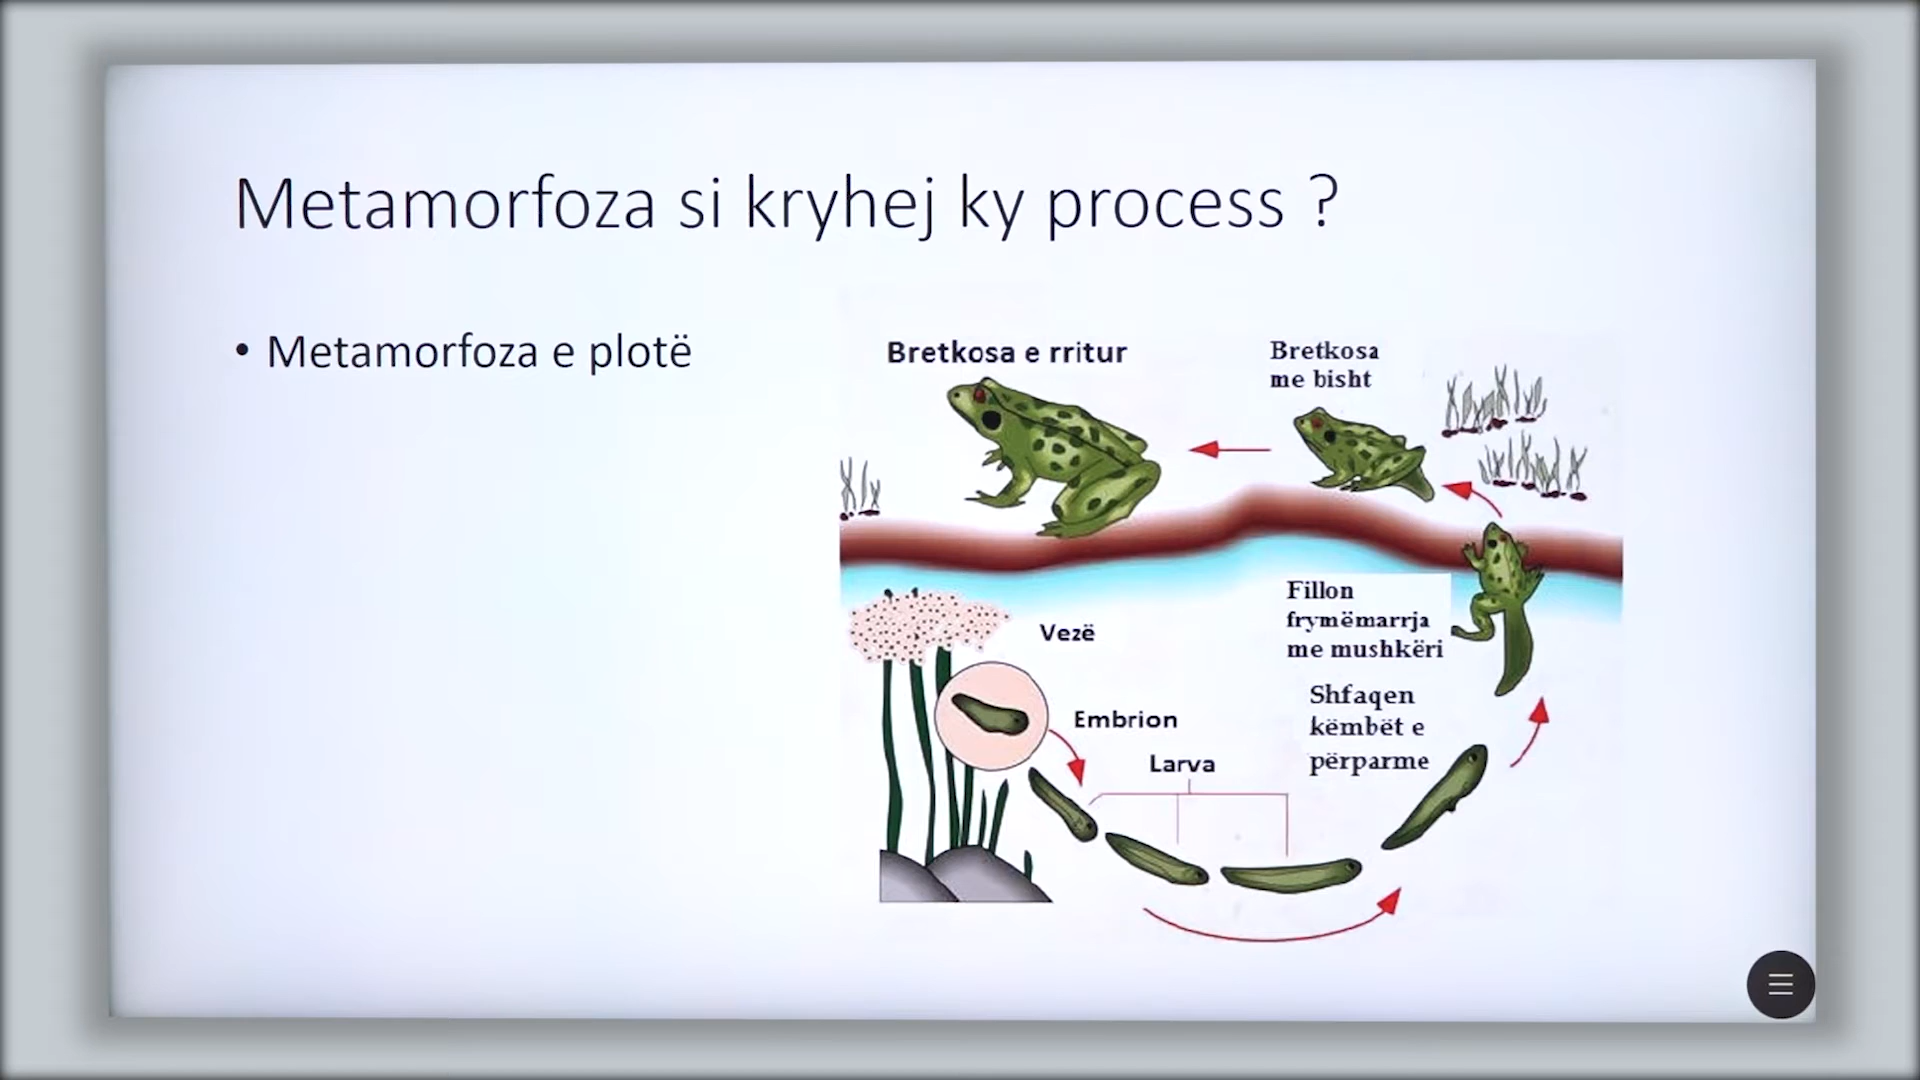 Metamorfoza si kryhej ky process ?
• Metamorfoza e plotë
Bretkosa e rritur
Bretkosa
me bisht
Fillon
frymëmarrja
me mushkëri
Vezë
Shfaqen
këmbët e
përparme
Embrion
Larva